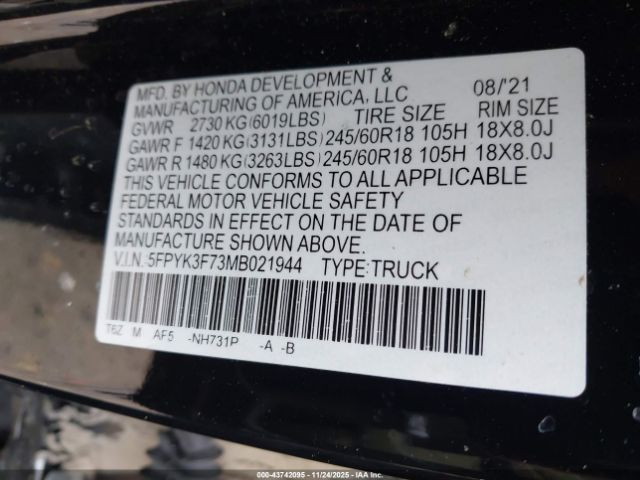 MFD. BY HONDA DEVELOPMENT &
MANUFACTURING OF AMERICA, LLC 08/'21
GVWR 2730 KG (6019LBS) TIRE SIZE RIM SIZE
GAWR F 1420 KG (3131LBS) 245/60R18 105H 18X8.0J
GAWR R 1480 KG (3263LBS) 245/60R18 105H 18X8.0J
THIS VEHICLE CONFORMS TO ALL APPLICABLE
FEDERAL MOTOR VEHICLE SAFETY
STANDARDS IN EFFECT ON THE DATE OF
MANUFACTURE SHOWN ABOVE.
V.I.N. 5FPYK3F73MB021944 TYPE:TRUCK
T6Z M AF5 -NH731P -A -B
000-43742095 - 11/24/2025 - ©IAA, Inc.